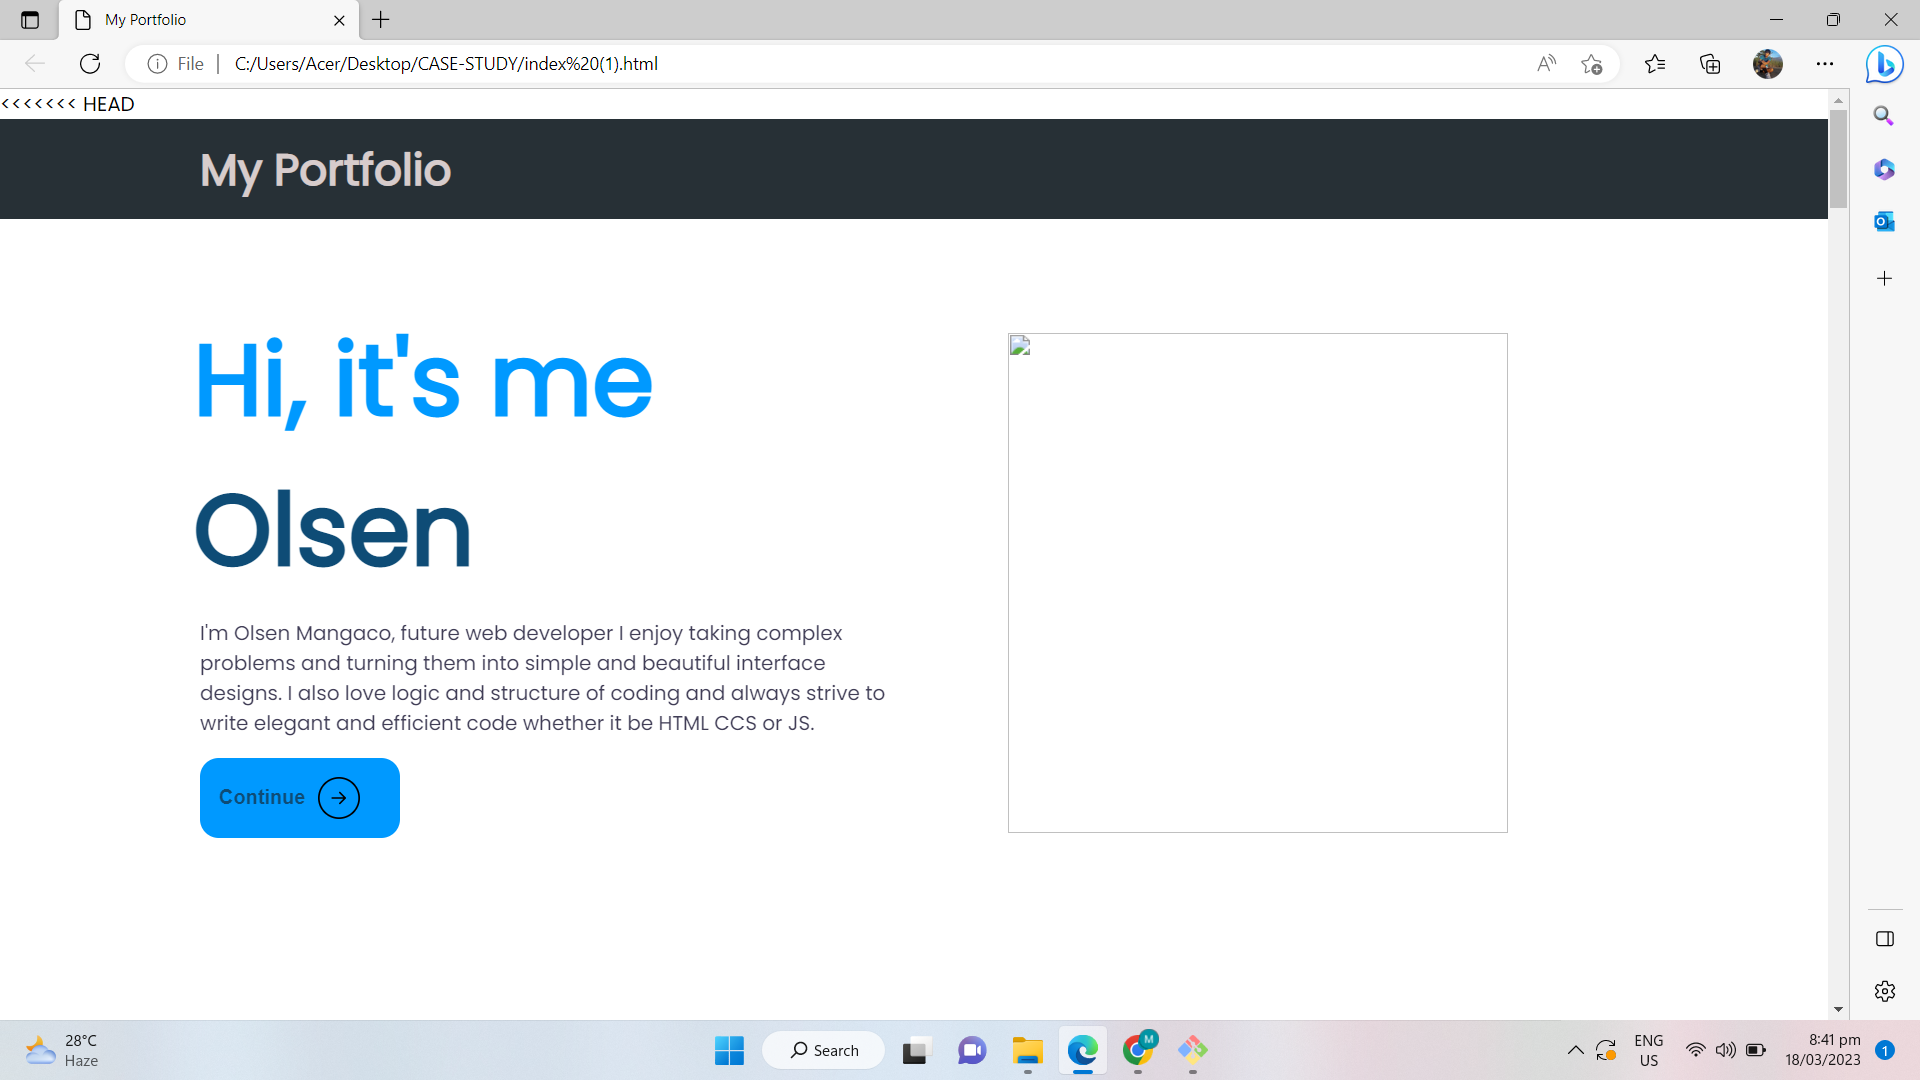 My Portfolio
File | C:/Users/Acer/Desktop/CASE-STUDY/index%20(1).html
<<<<<<< HEAD
My Portfolio
Hi, it's me
Olsen
I'm Olsen Mangaco, future web developer I enjoy taking complex
problems and turning them into simple and beautiful interface
designs. I also love logic and structure of coding and always strive to
write elegant and efficient code whether it be HTML CCS or JS.
Continue
28°C
Haze
Search
M
ENG
US
8:41 pm
18/03/2023
1